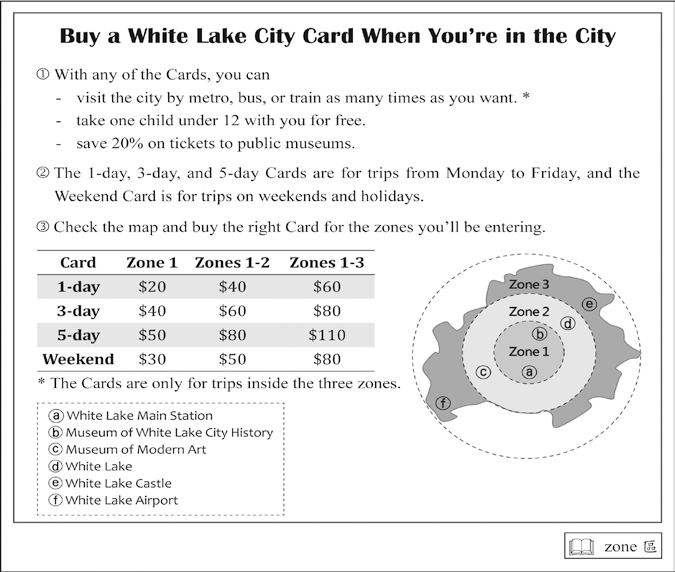 Buy a White Lake City Card When You're in the City
① With any of the Cards, you can
- visit the city by metro, bus, or train as many times as you want. *
- take one child under 12 with you for free.
- save 20% on tickets to public museums.
② The 1-day, 3-day, and 5-day Cards are for trips from Monday to Friday, and the
Weekend Card is for trips on weekends and holidays.
③ Check the map and buy the right Card for the zones you'll be entering.
Card Zone 1 Zones 1-2 Zones 1-3
1-day $20 $40 $60
3-day $40 $60 $80
5-day $50 $80 $110
Weekend $30 $50 $80
* The Cards are only for trips inside the three zones.
ⓐ White Lake Main Station
ⓑ Museum of White Lake City History
ⓒ Museum of Modern Art
ⓓ White Lake
ⓔ White Lake Castle
ⓕ White Lake Airport
Zone 3
ⓔ
Zone 2
ⓓ
ⓑ
Zone 1
ⓒ
ⓐ
ⓕ
zone 區